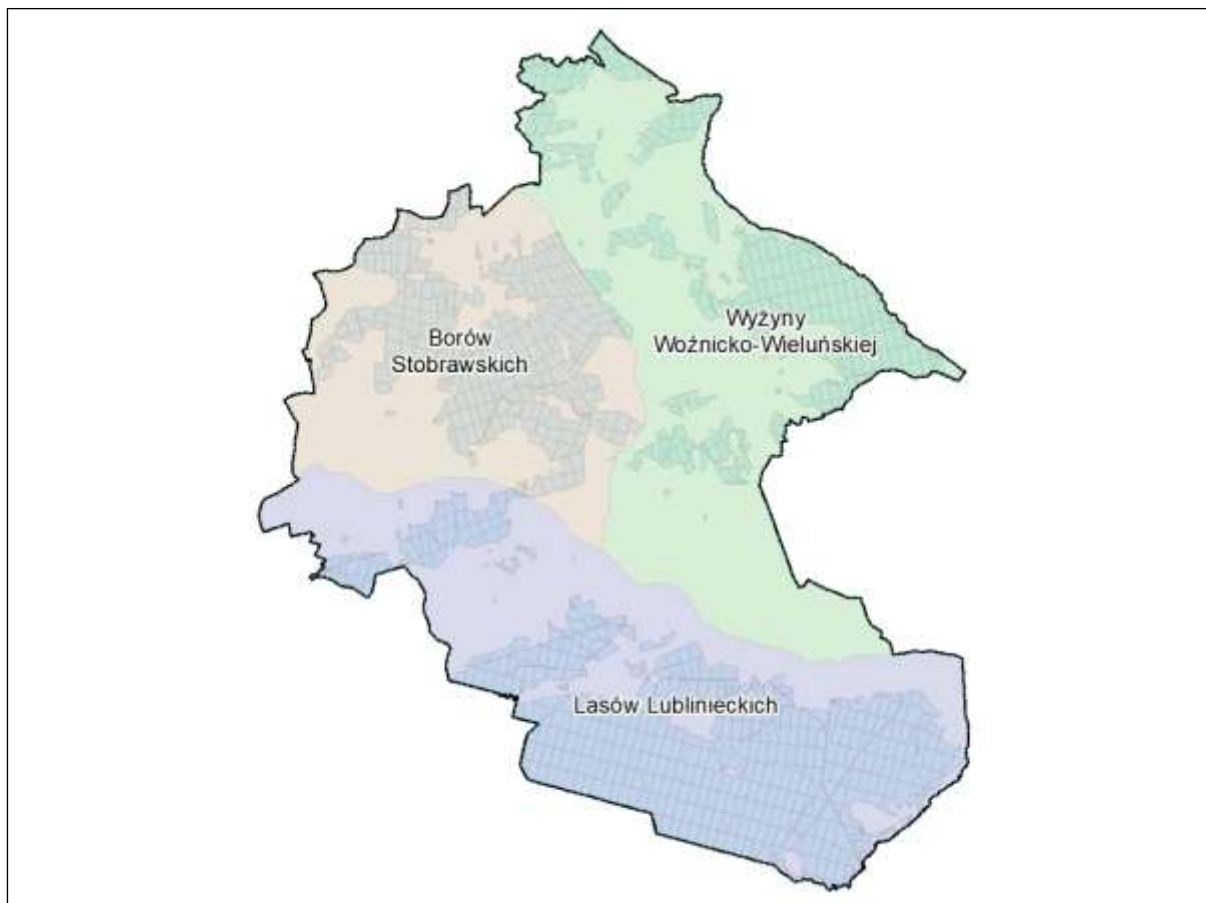 Wyżyny
Woźnicko-Wieluńskiej
Borów
Stobrawskich
Lasów Lublinieckich